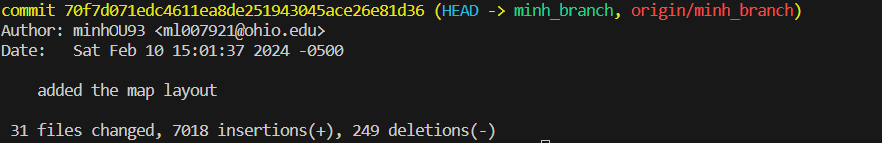 commit 70f7d071edc4611ea8de251943045ace26e81d36 (HEAD -> minh_branch, origin/minh_branch)
Author: minhOU93 <ml007921@ohio.edu>
Date:   Sat Feb 10 15:01:37 2024 -0500
added the map layout
31 files changed, 7018 insertions(+), 249 deletions(-)